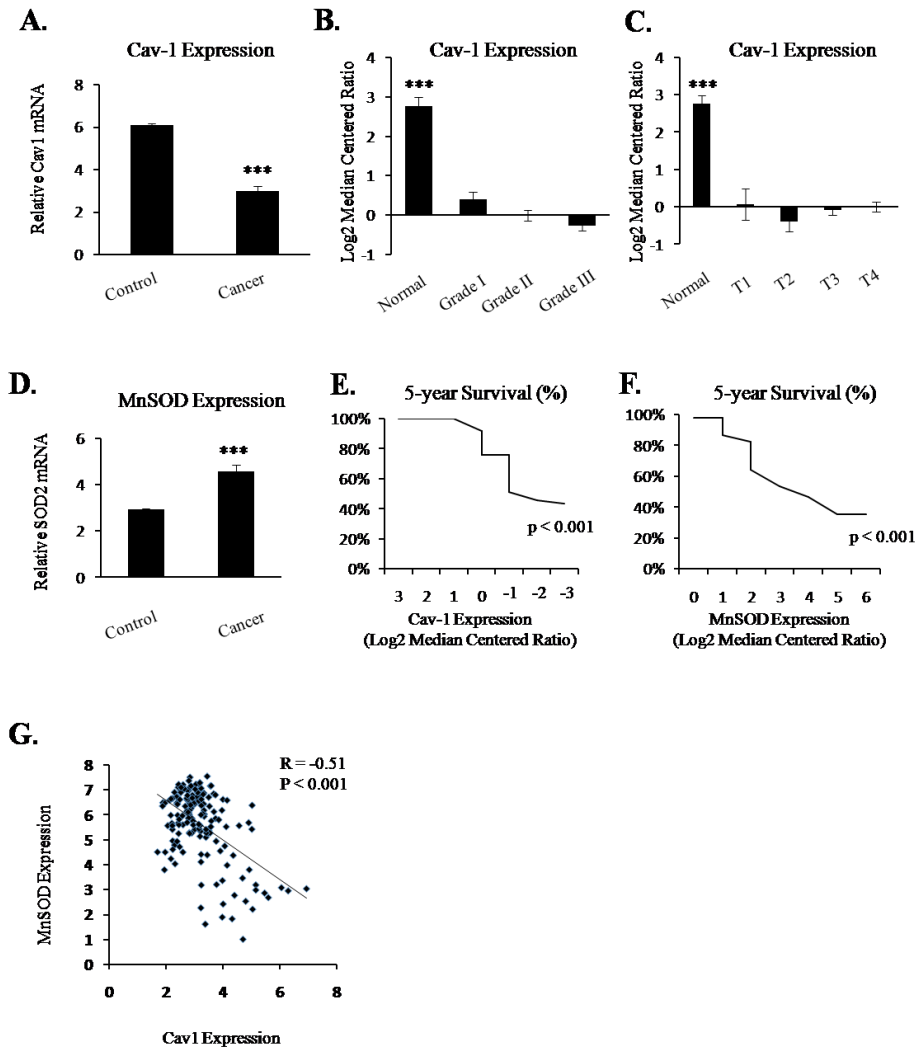 A.
Cav-1 Expression
Relative Cav1 mRNA
8
6
4
2
0
***
Control
Cancer
B.
Cav-1 Expression
Log2 Median Centered Ratio
4
3
2
1
0
-1
***
Normal
Grade I
Grade II
Grade III
C.
Cav-1 Expression
Log2 Median Centered Ratio
4
3
2
1
0
-1
***
Normal
T1
T2
T3
T4
D.
MnSOD Expression
Relative SOD2 mRNA
6
4
2
0
***
Control
Cancer
E.
5-year Survival (%)
100%
80%
60%
40%
20%
0%
p < 0.001
3 2 1 0 -1 -2 -3
Cav-1 Expression
(Log2 Median Centered Ratio)
F.
5-year Survival (%)
100%
80%
60%
40%
20%
0%
p < 0.001
0 1 2 3 4 5 6
MnSOD Expression
(Log2 Median Centered Ratio)
G.
R = -0.51
P < 0.001
MnSOD Expression
8
7
6
5
4
3
2
1
0
0 2 4 6 8
Cav1 Expression